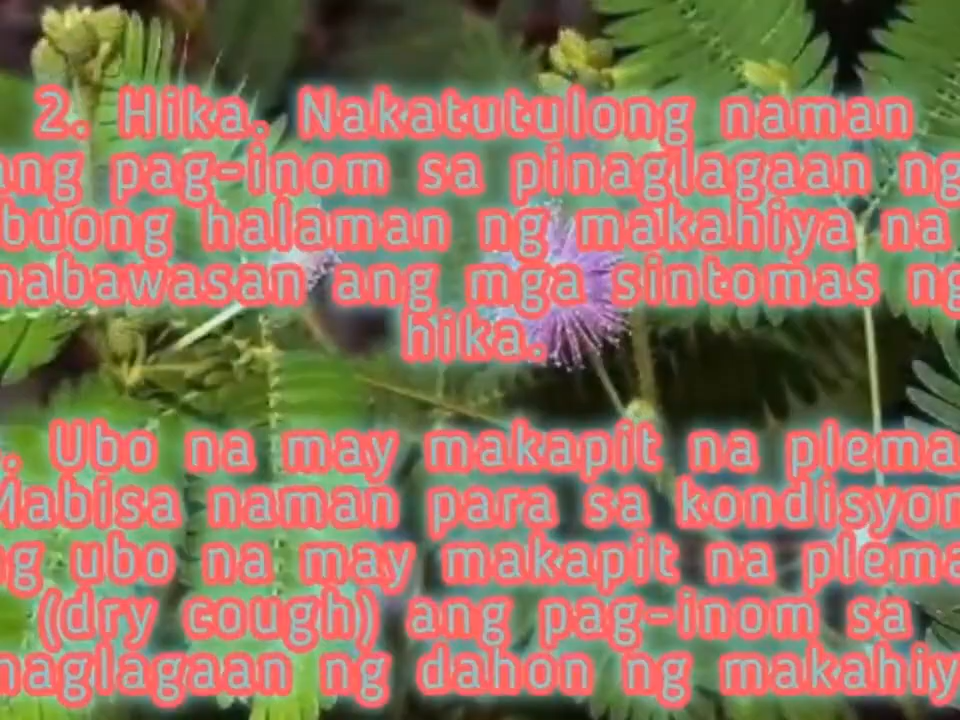 2. Hika. Nakatutulong naman
ang pag-inom sa pinaglagaan ng
buong halaman ng makahiya na
mabawasan ang mga sintomas ng
hika.
. Ubo na may makapit na plema
Mabisa naman para sa kondisyon
ng ubo na may makapit na plema
(dry cough) ang pag-inom sa
naglagaan ng dahon ng makahiy